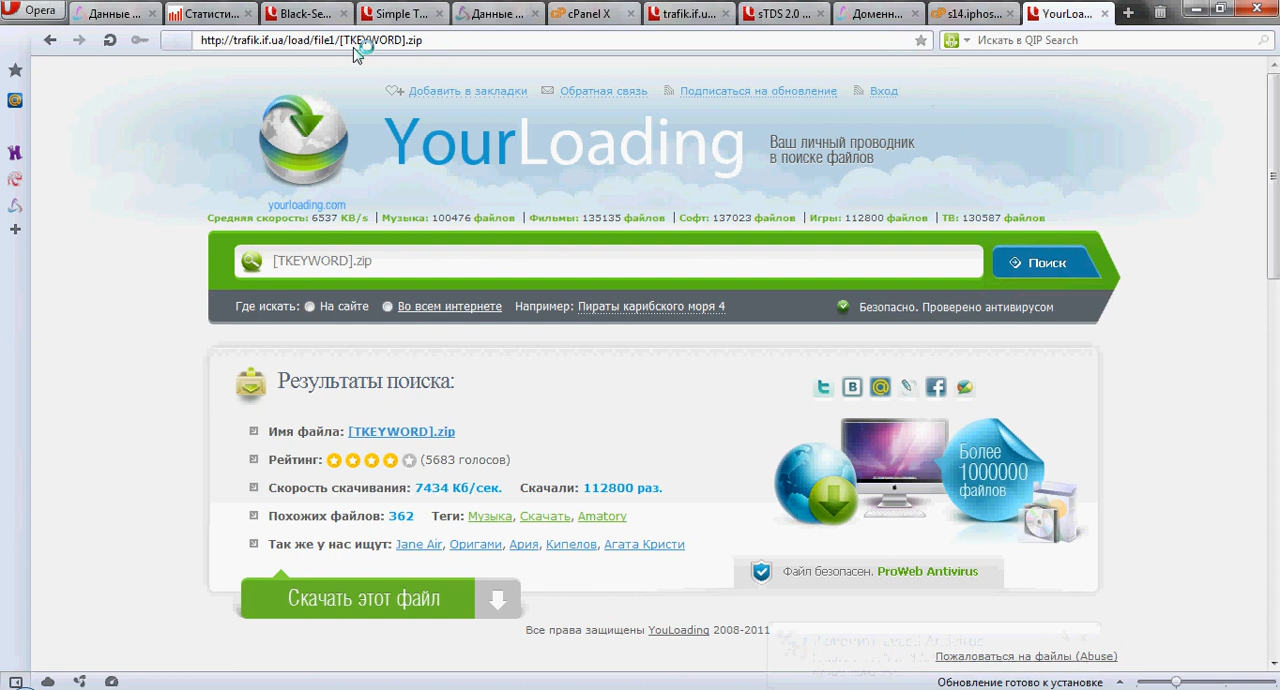 Opera
Данные ...
Статисти...
Black-Se...
Simple T...
Данные ...
cPanel X
trafik.if.u...
sTDS 2.0 ...
Доменн...
s14.iphos...
YourLoa...
http://trafik.if.ua/load/file1/[TKEYWORD].zip
Искать в QIP Search
Добавить в закладки
Обратная связь
Подписаться на обновление
Вход
YourLoading
Ваш личный проводник
в поиске файлов
yourloading.com
Средняя скорость: 6537 KB/s | Музыка: 100476 файлов | Фильмы: 135135 файлов | Софт: 137023 файлов | Игры: 112800 файлов | ТВ: 130587 файлов
[TKEYWORD].zip
Поиск
Где искать: На сайте Во всем интернете Например: Пираты карибского моря 4
Безопасно. Проверено антивирусом
Результаты поиска:
Имя файла: [TKEYWORD].zip
Рейтинг: (5683 голосов)
Скорость скачивания: 7434 Кб/сек. Скачали: 112800 раз.
Похожих файлов: 362 Теги: Музыка, Скачать, Amatory
Так же у нас ищут: Jane Air, Оригами, Ария, Кипелов, Агата Кристи
Более
1000000
файлов
Файл безопасен. ProWeb Antivirus
Скачать этот файл
Все права защищены YouLoading 2008-2011
Пожаловаться на файлы (Abuse)
Обновление готово к установке